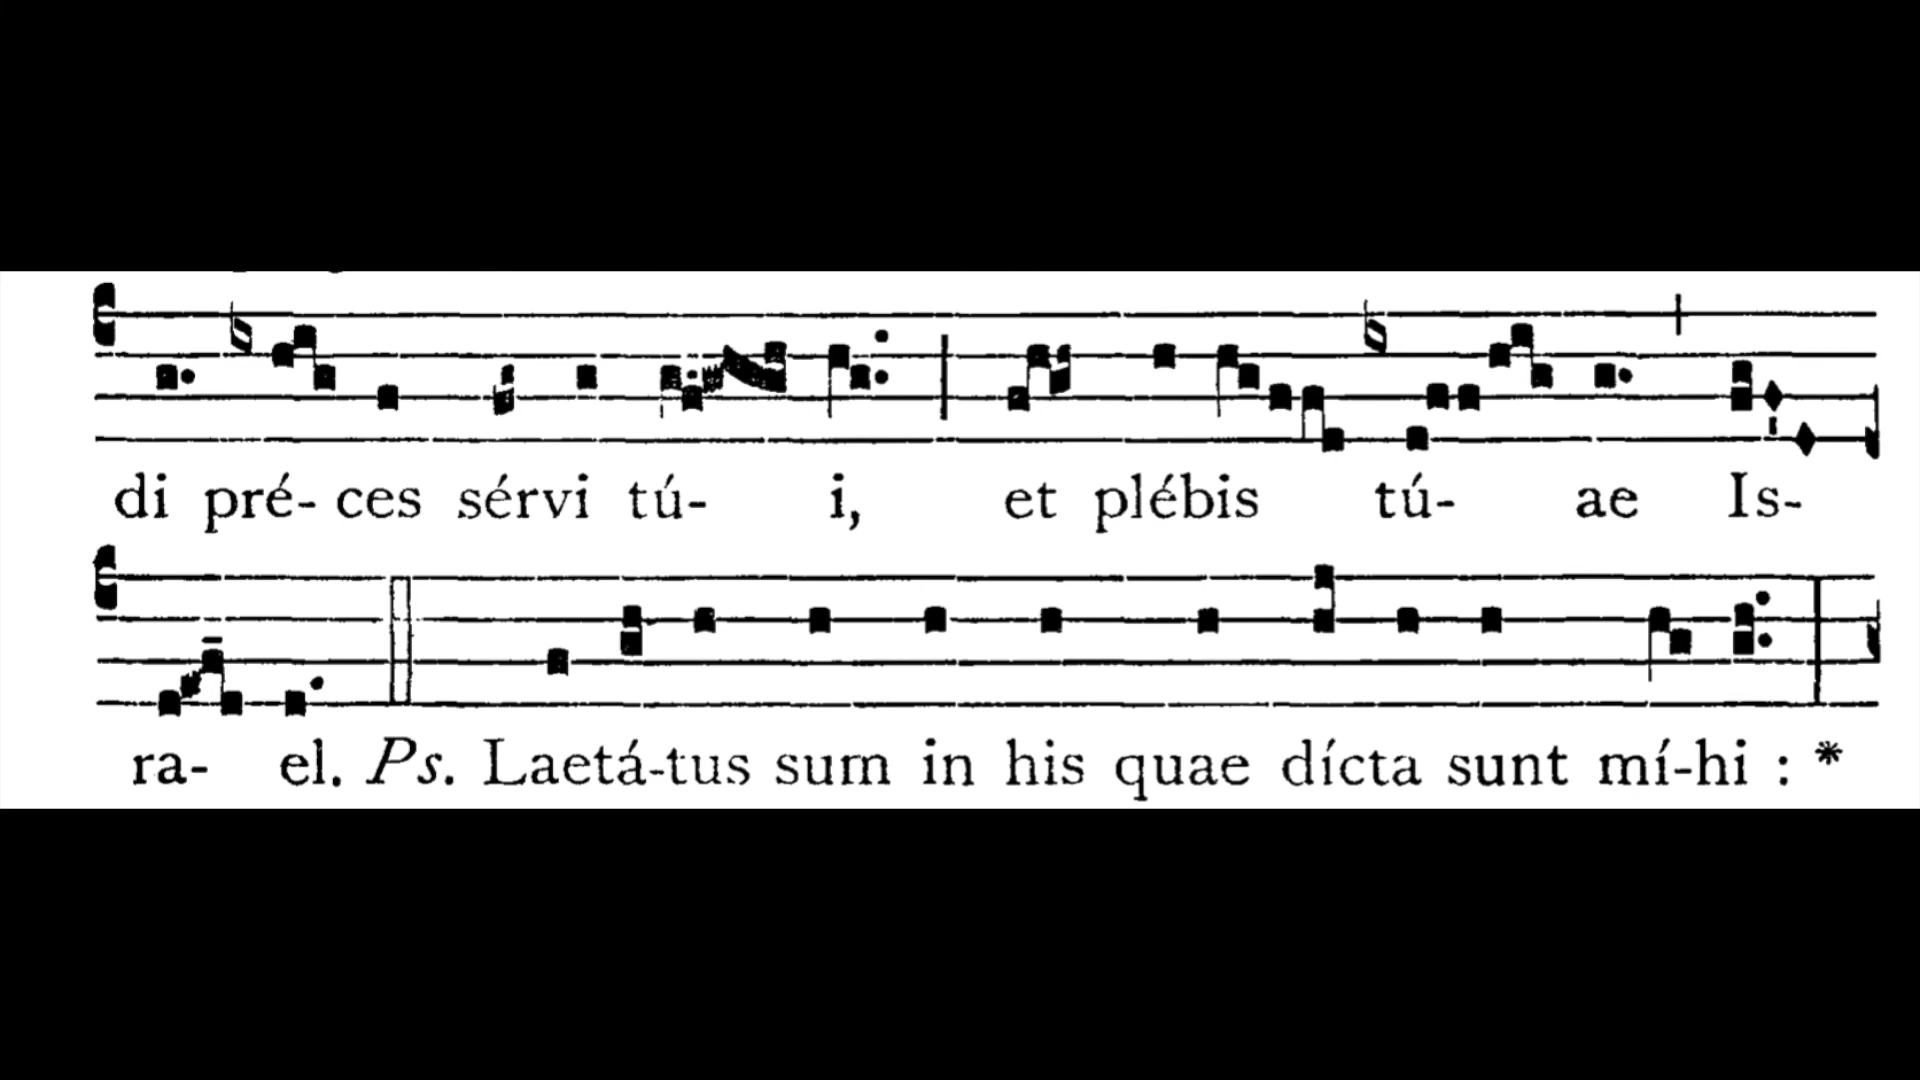 di pré- ces sérvi tú- i, et plébis tú- ae Is-
ra- el. Ps. Laetá-tus sum in his quae dícta sunt mí-hi : *